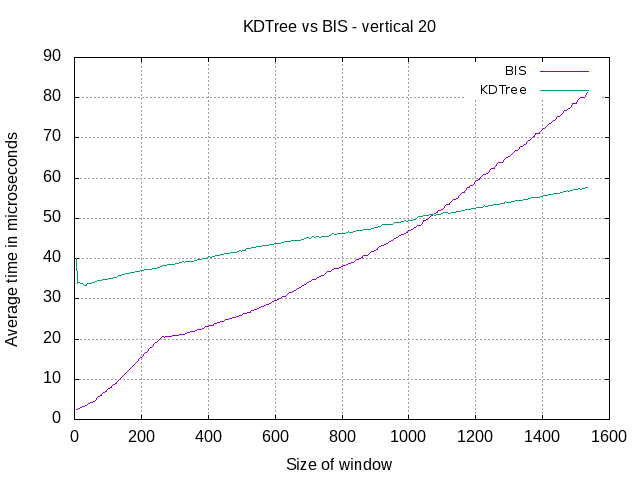 KDTree vs BIS - vertical 20
BIS
KDTree
90
80
70
60
50
40
30
20
10
0
Average time in microseconds
0 200 400 600 800 1000 1200 1400 1600
Size of window